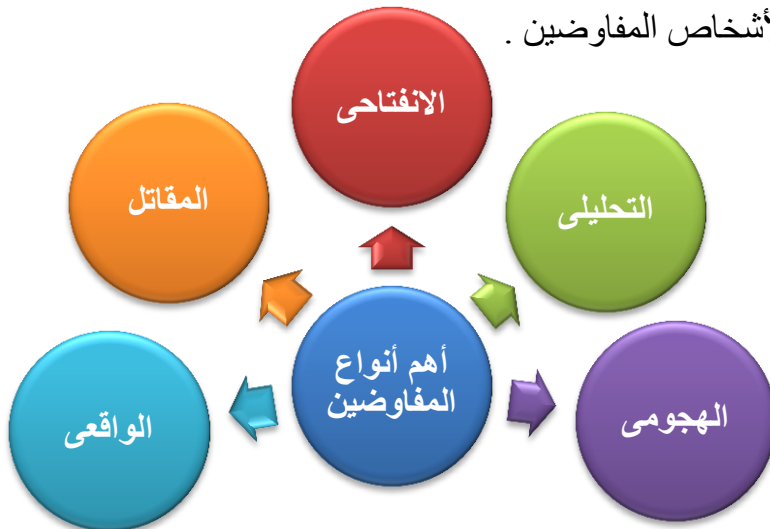 أشخاص المفاوضين .
الانفتاحى
المقاتل
التحليلى
أهم أنواع
المفاوضين
الواقعى
الهجومى